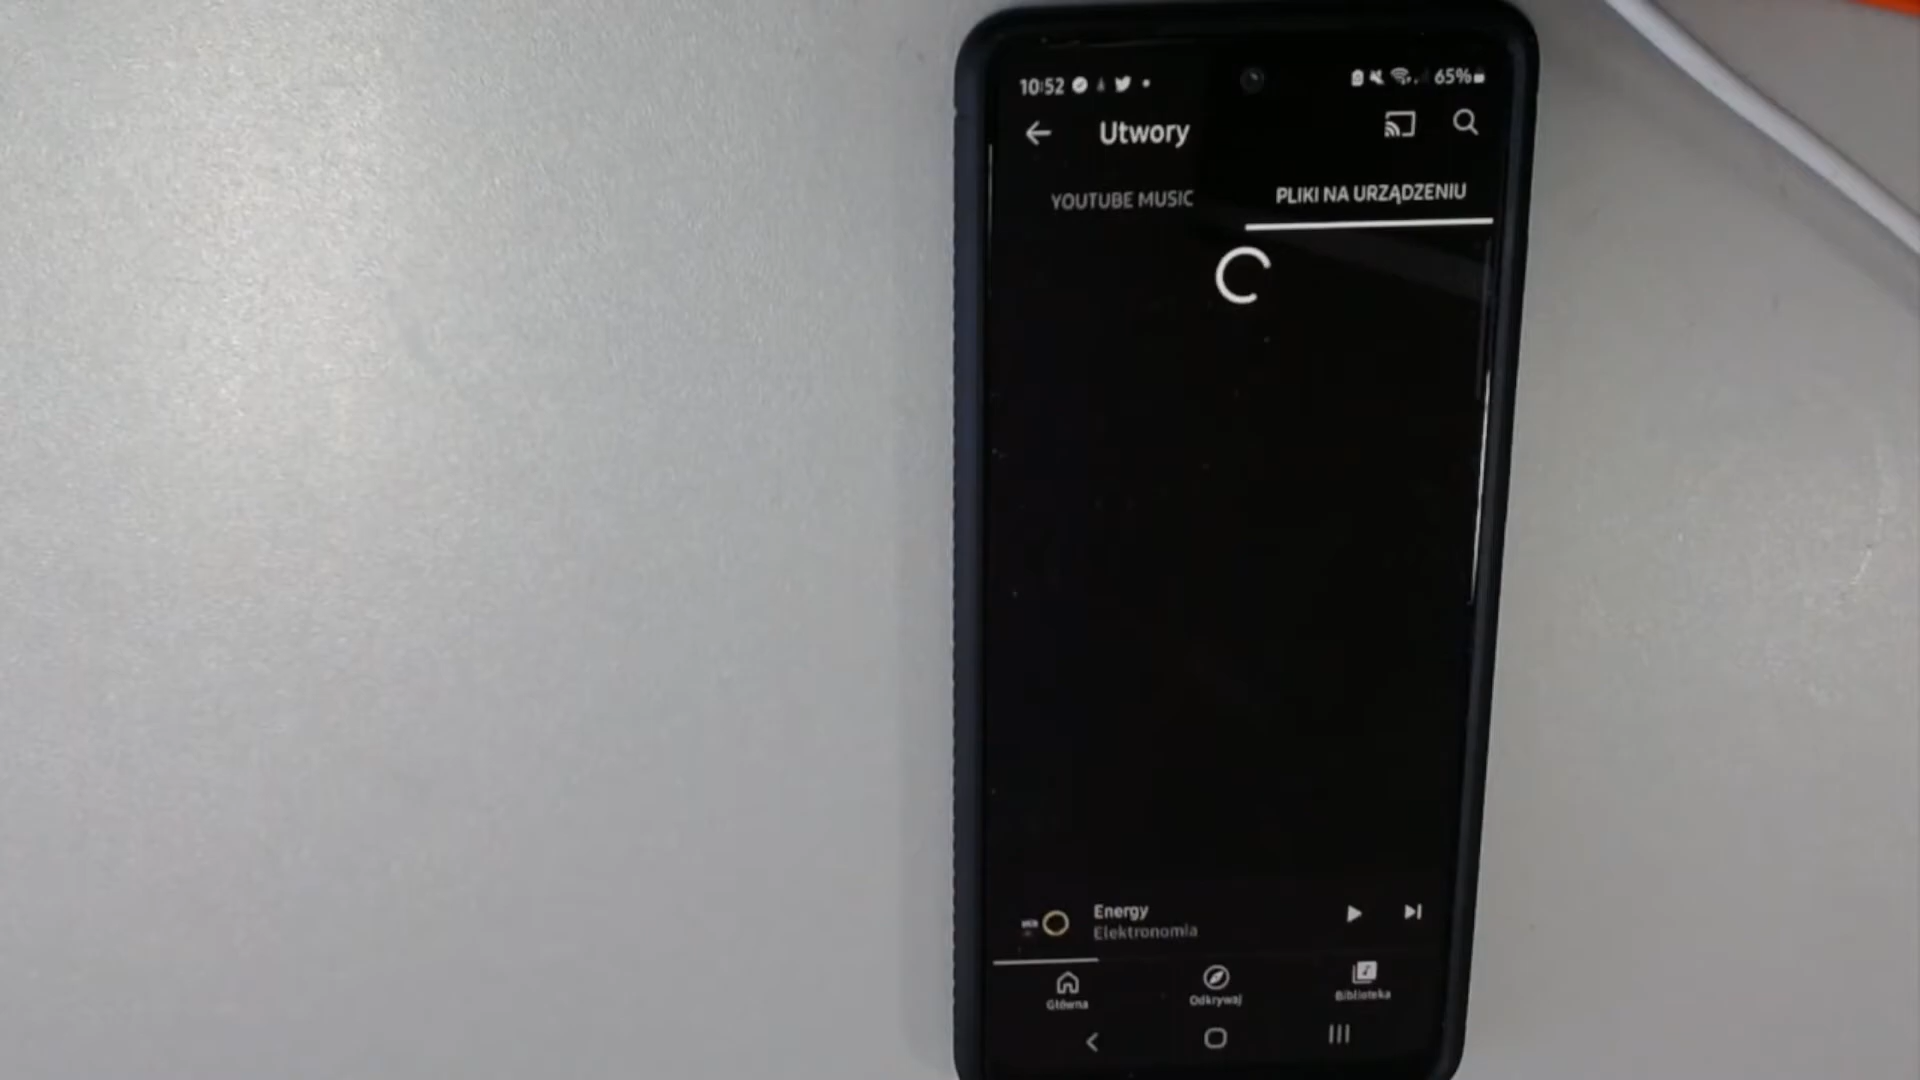 10:52
65%
Utwory
YOUTUBE MUSIC
PLIKI NA URZĄDZENIU
Energy
Elektronomia
Główna
Odkrywaj
Biblioteka